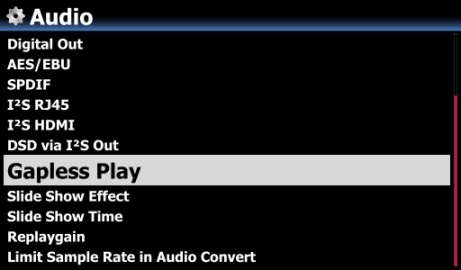 Audio
Digital Out
AES/EBU
SPDIF
I²S RJ45
I²S HDMI
DSD via I²S Out
Gapless Play
Slide Show Effect
Slide Show Time
Replaygain
Limit Sample Rate in Audio Convert